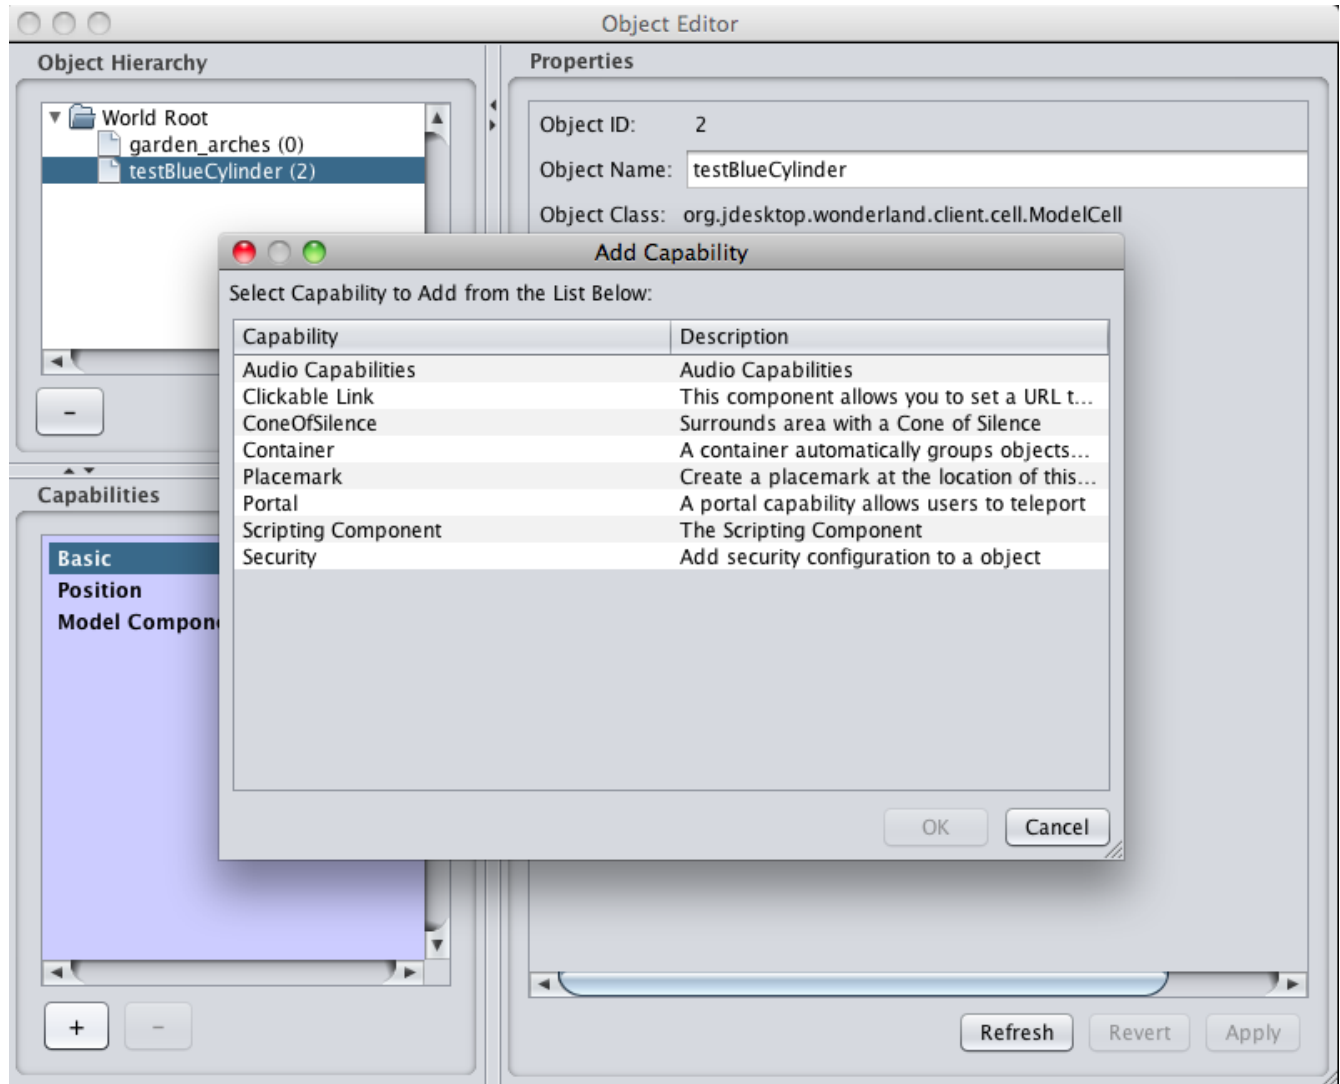 Object Editor
Object Hierarchy
World Root
garden_arches (0)
testBlueCylinder (2)
-
Capabilities
Basic
Position
Model Compon
+ -
Properties
Object ID: 2
Object Name: testBlueCylinder
Object Class: org.jdesktop.wonderland.client.cell.ModelCell
Add Capability
Select Capability to Add from the List Below:
Capability Description
Audio Capabilities Audio Capabilities
Clickable Link This component allows you to set a URL t...
ConeOfSilence Surrounds area with a Cone of Silence
Container A container automatically groups objects...
Placemark Create a placemark at the location of this...
Portal A portal capability allows users to teleport
Scripting Component The Scripting Component
Security Add security configuration to a object
OK Cancel
Refresh Revert Apply